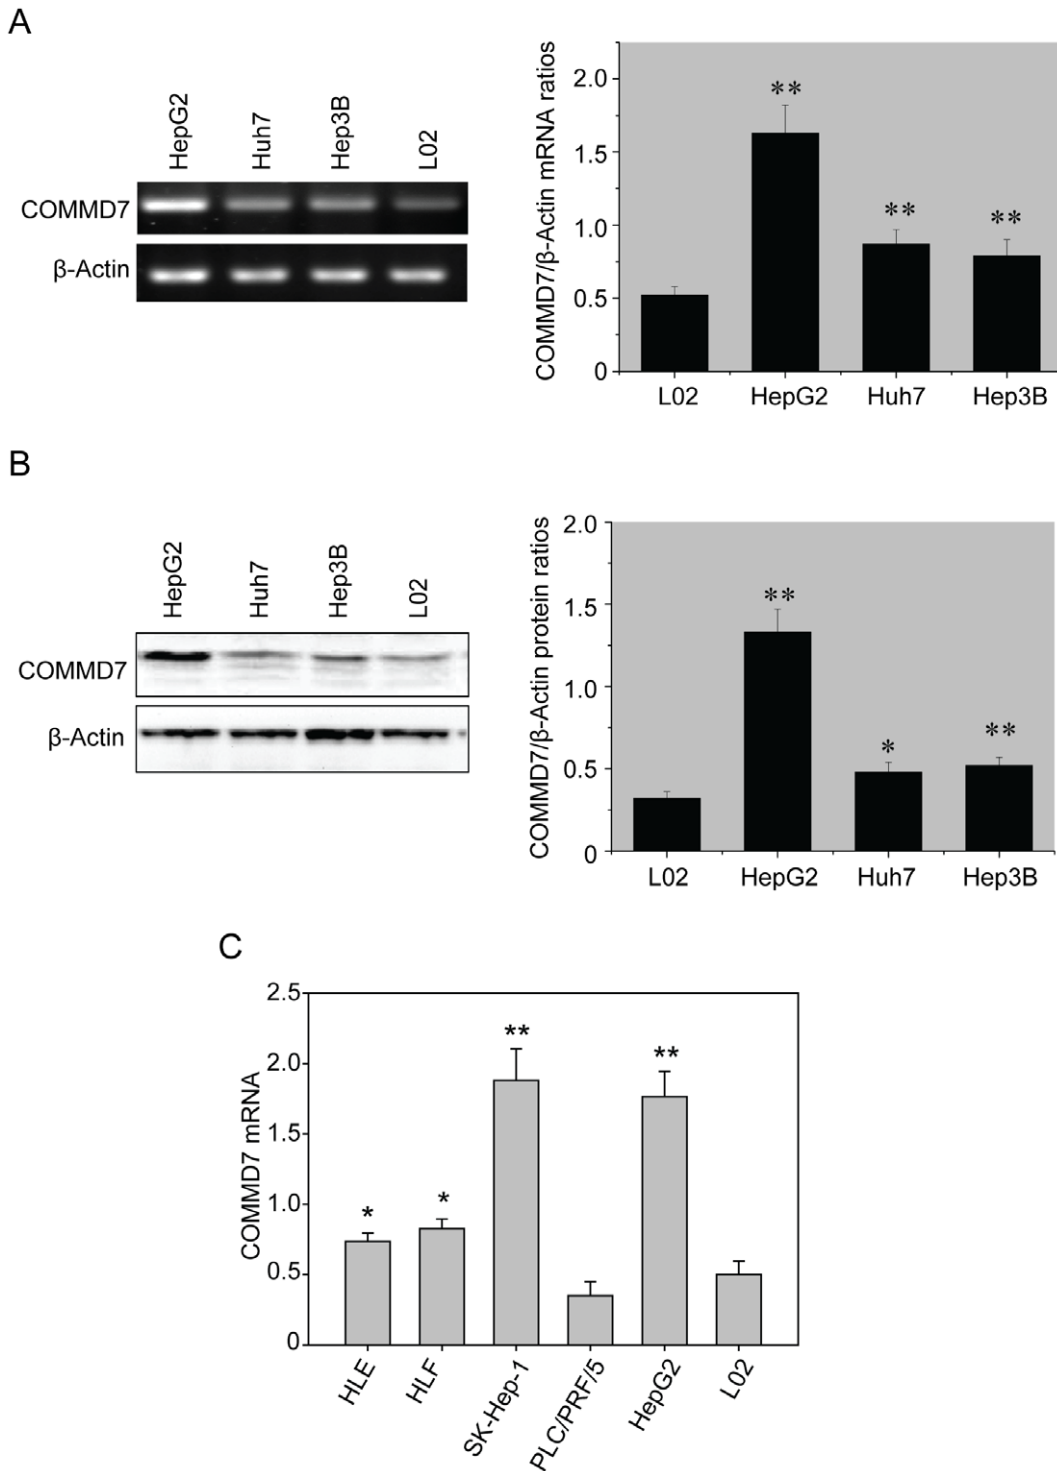 A
HepG2
Huh7
Hep3B
L02
COMMD7
β-Actin
COMMD7/β-Actin mRNA ratios
2.0
1.5
1.0
0.5
0
**
**
**
L02
HepG2
Huh7
Hep3B
B
HepG2
Huh7
Hep3B
L02
COMMD7
β-Actin
COMMD7/β-Actin protein ratios
2.0
1.5
1.0
0.5
0
**
*
**
L02
HepG2
Huh7
Hep3B
C
COMMD7 mRNA
2.5
2.0
1.5
1.0
0.5
0
*
*
**
**
HLE
HLF
SK-Hep-1
PLC/PRF/5
HepG2
L02